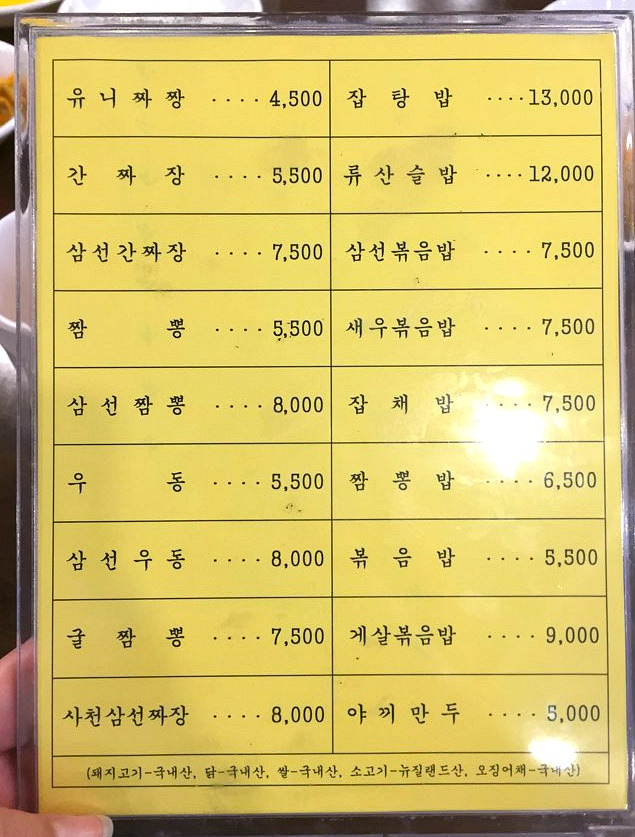 유니짜짱 ···· 4,500
간짜장 ···· 5,500
삼선간짜장 ···· 7,500
짬뽕 ···· 5,500
삼선짬뽕 ···· 8,000
우동 ···· 5,500
삼선우동 ···· 8,000
굴짬뽕 ···· 7,500
사천삼선짜장 ···· 8,000
잡탕밥 ···· 13,000
류산슬밥 ···· 12,000
삼선볶음밥 ···· 7,500
새우볶음밥 ···· 7,500
잡채밥 ···· 7,500
짬뽕밥 ···· 6,500
볶음밥 ···· 5,500
게살볶음밥 ···· 9,000
야끼만두 ···· 5,000
(돼지고기-국내산, 닭-국내산, 쌀-국내산, 소고기-뉴질랜드산, 오징어채-국내산)